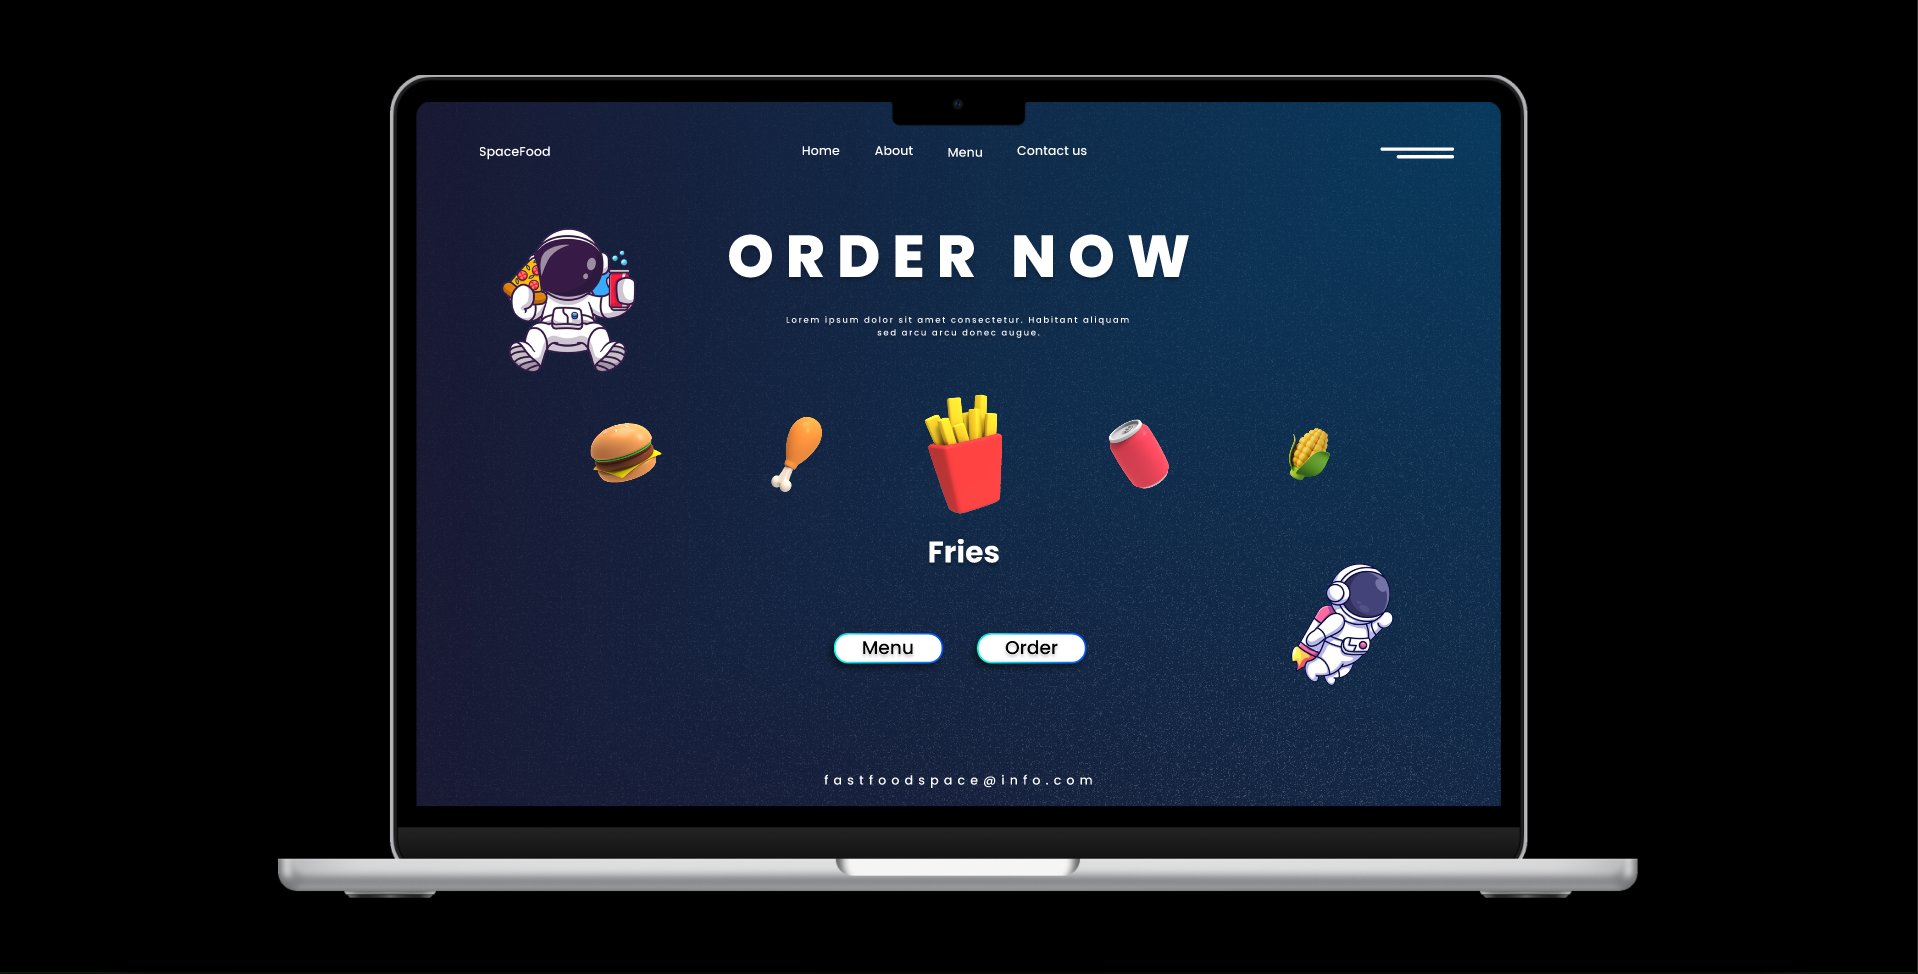 SpaceFood
Home
About
Menu
Contact us
ORDER NOW
Lorem ipsum dolor sit amet consectetur. Habitant aliquam
sed arcu arcu donec augue.
Fries
Menu
Order
fastfoodspace@info.com